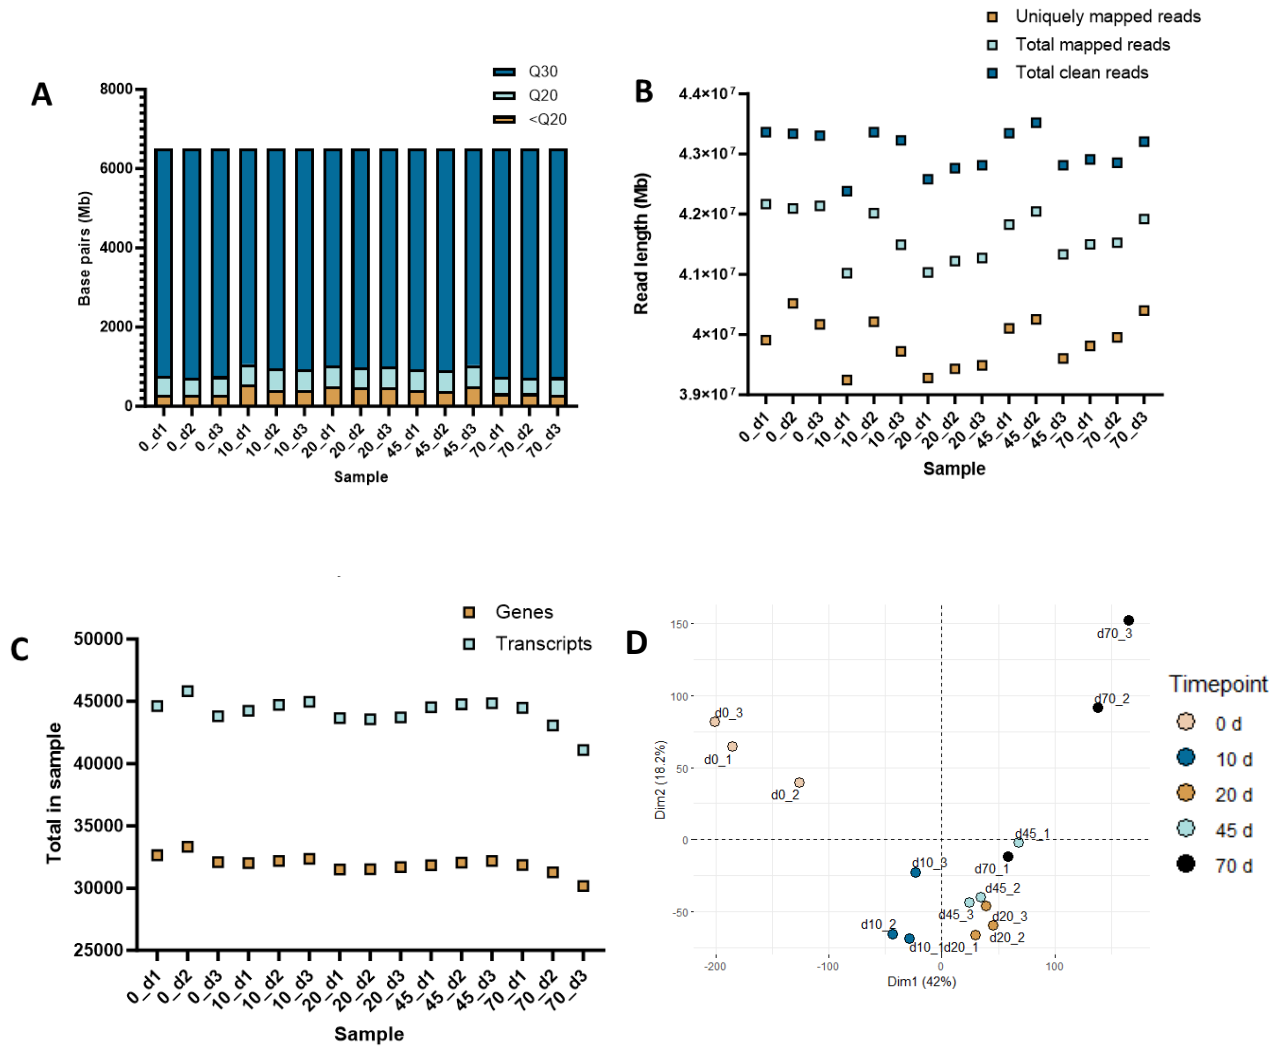 A
Q30
Q20
<Q20
8000
6000
4000
2000
0
Base pairs (Mb)
0_d1
0_d2
0_d3
10_d1
10_d2
10_d3
20_d1
20_d2
20_d3
45_d1
45_d2
45_d3
70_d1
70_d2
70_d3
Sample
B
Uniquely mapped reads
Total mapped reads
Total clean reads
4.4×10⁷
4.3×10⁷
4.2×10⁷
4.1×10⁷
4×10⁷
3.9×10⁷
Read length (Mb)
0_d1
0_d2
0_d3
10_d1
10_d2
10_d3
20_d1
20_d2
20_d3
45_d1
45_d2
45_d3
70_d1
70_d2
70_d3
Sample
C
Genes
Transcripts
50000
45000
40000
35000
30000
25000
Total in sample
0_d1
0_d2
0_d3
10_d1
10_d2
10_d3
20_d1
20_d2
20_d3
45_d1
45_d2
45_d3
70_d1
70_d2
70_d3
Sample
D
150
100
50
0
-50
Dim2 (18.2%)
d70_3
d70_2
d0_3
d0_1
d0_2
d45_1
d70_1
d10_3
d45_2
d45_3
d20_3
d10_2
d20_2
d10_1
d20_1
-200
-100
0
100
Dim1 (42%)
Timepoint
0 d
10 d
20 d
45 d
70 d